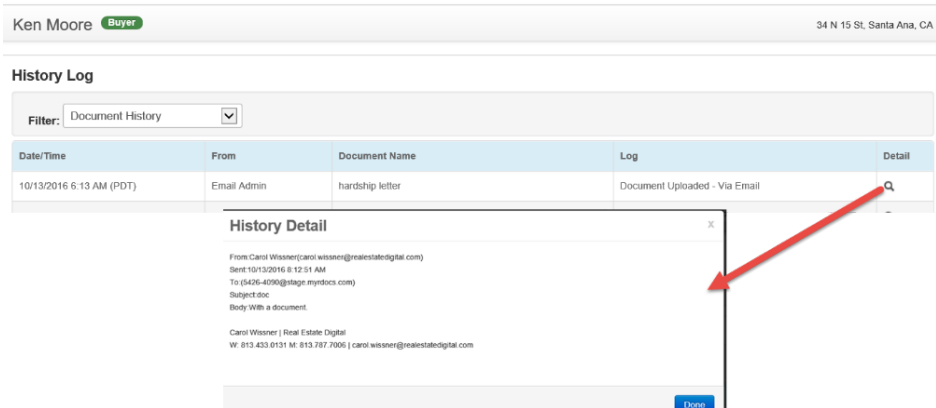 Ken Moore Buyer 34 N 15 St, Santa Ana, CA
History Log
Filter: Document History
Date/Time From Document Name Log Detail
10/13/2016 6:13 AM (PDT) Email Admin hardship letter Document Uploaded - Via Email
History Detail x
From:Carol Wissner(carol.wissner@realestatedigital.com)
Sent:10/13/2016 8:12:51 AM
To:(5426-4090@stage.myrdocs.com)
Subject:doc
Body:With a document.
Carol Wissner | Real Estate Digital
W: 813.433.0131 M: 813.787.7006 | carol.wissner@realestatedigital.com
Done